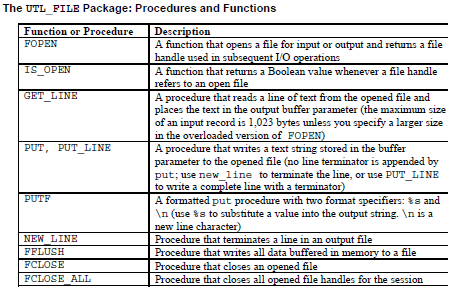 The UTL_FILE Package: Procedures and Functions
Function or Procedure Description
FOPEN A function that opens a file for input or output and returns a file
handle used in subsequent I/O operations
IS_OPEN A function that returns a Boolean value whenever a file handle
refers to an open file
GET_LINE A procedure that reads a line of text from the opened file and
places the text in the output buffer parameter (the maximum size
of an input record is 1,023 bytes unless you specify a larger size
in the overloaded version of FOPEN)
PUT, PUT_LINE A procedure that writes a text string stored in the buffer
parameter to the opened file (no line terminator is appended by
put; use new_line to terminate the line, or use PUT_LINE
to write a complete line with a terminator)
PUTF A formatted put procedure with two format specifiers: %s and
\n (use %s to substitute a value into the output string. \n is a
new line character)
NEW_LINE Procedure that terminates a line in an output file
FFLUSH Procedure that writes all data buffered in memory to a file
FCLOSE Procedure that closes an opened file
FCLOSE_ALL Procedure that closes all opened file handles for the session